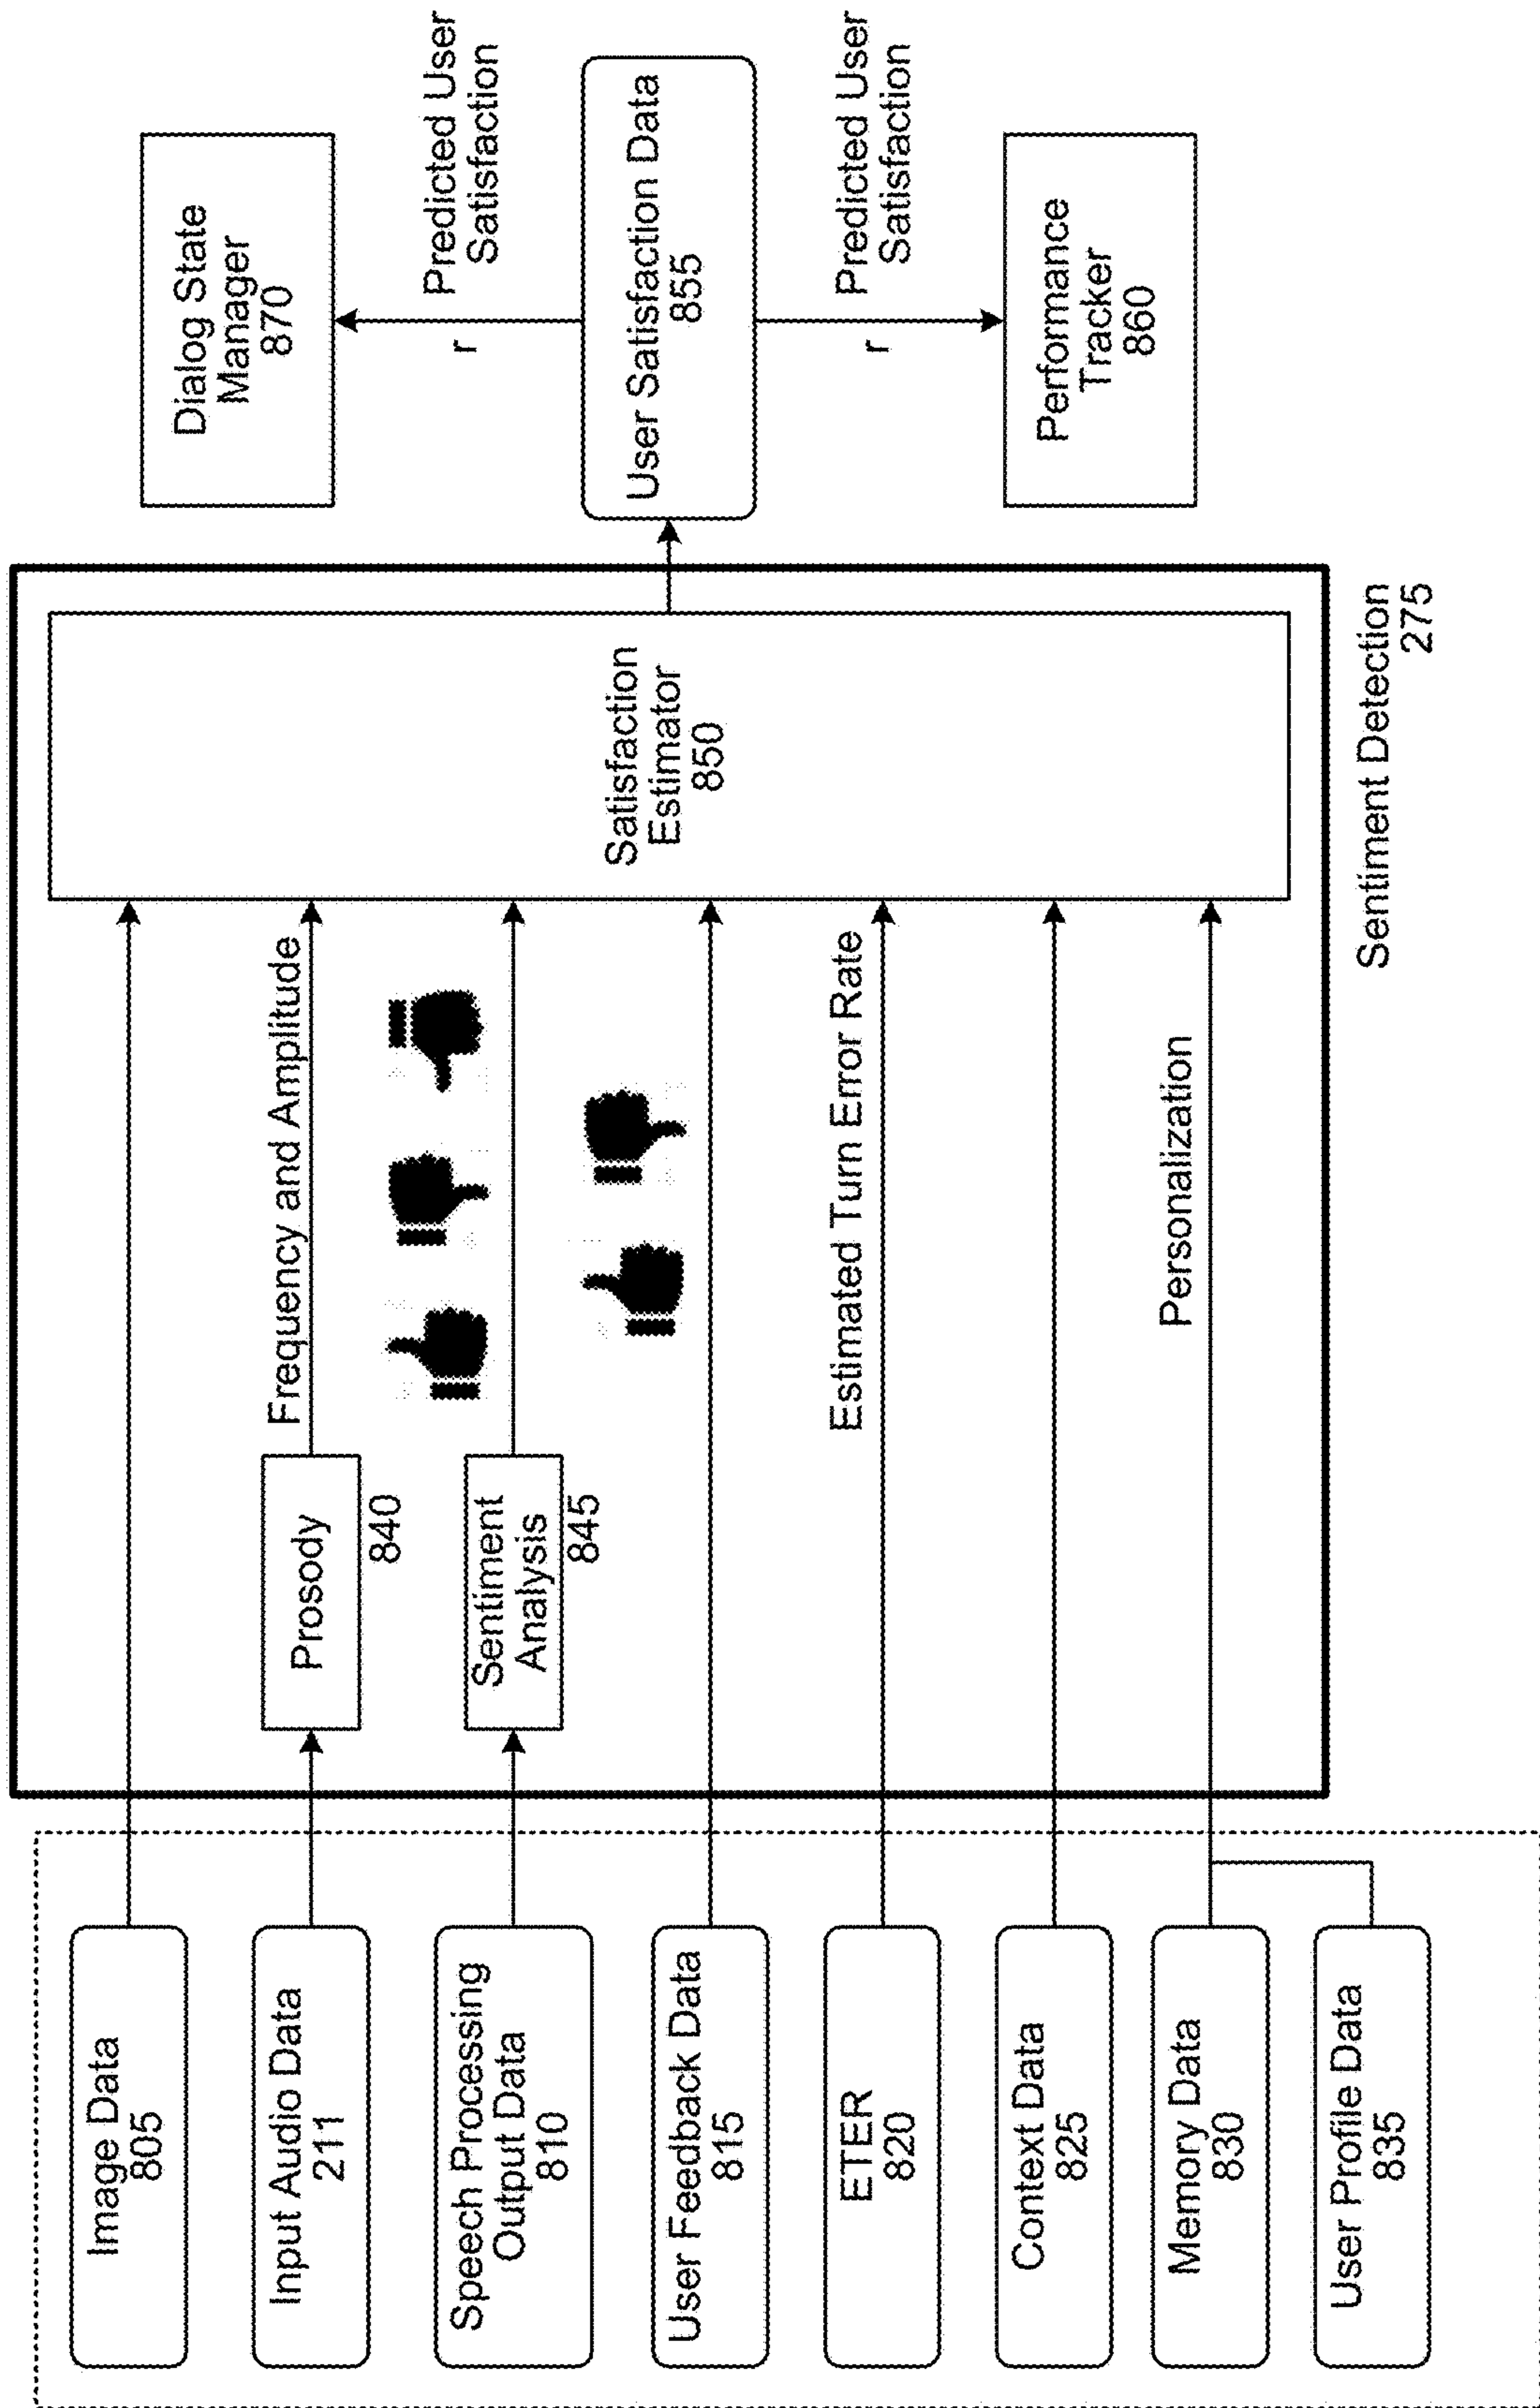 Image Data
805
Input Audio Data
211
Speech Processing
Output Data
810
User Feedback Data
815
ETER
820
Context Data
825
Memory Data
830
User Profile Data
835
Prosody
840
Frequency and Amplitude
Sentiment
Analysis
845
Estimated Turn Error Rate
Personalization
Satisfaction
Estimator
850
Sentiment Detection
275
Dialog State
Manager
870
r
Predicted User
Satisfaction
User Satisfaction Data
855
r
Predicted User
Satisfaction
Performance
Tracker
860